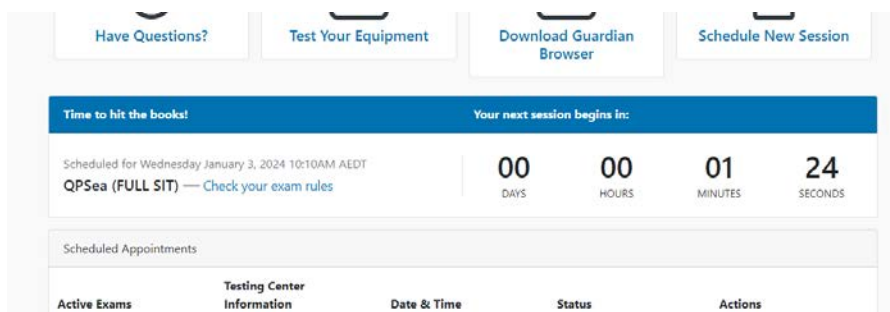 Have Questions?
Test Your Equipment
Download Guardian
Browser
Schedule New Session
Time to hit the books!
Your next session begins in:
Scheduled for Wednesday January 3, 2024 10:10AM AEDT
QPSea (FULL SIT) — Check your exam rules
00
DAYS
00
HOURS
01
MINUTES
24
SECONDS
Scheduled Appointments
Active Exams
Testing Center
Information
Date & Time
Status
Actions